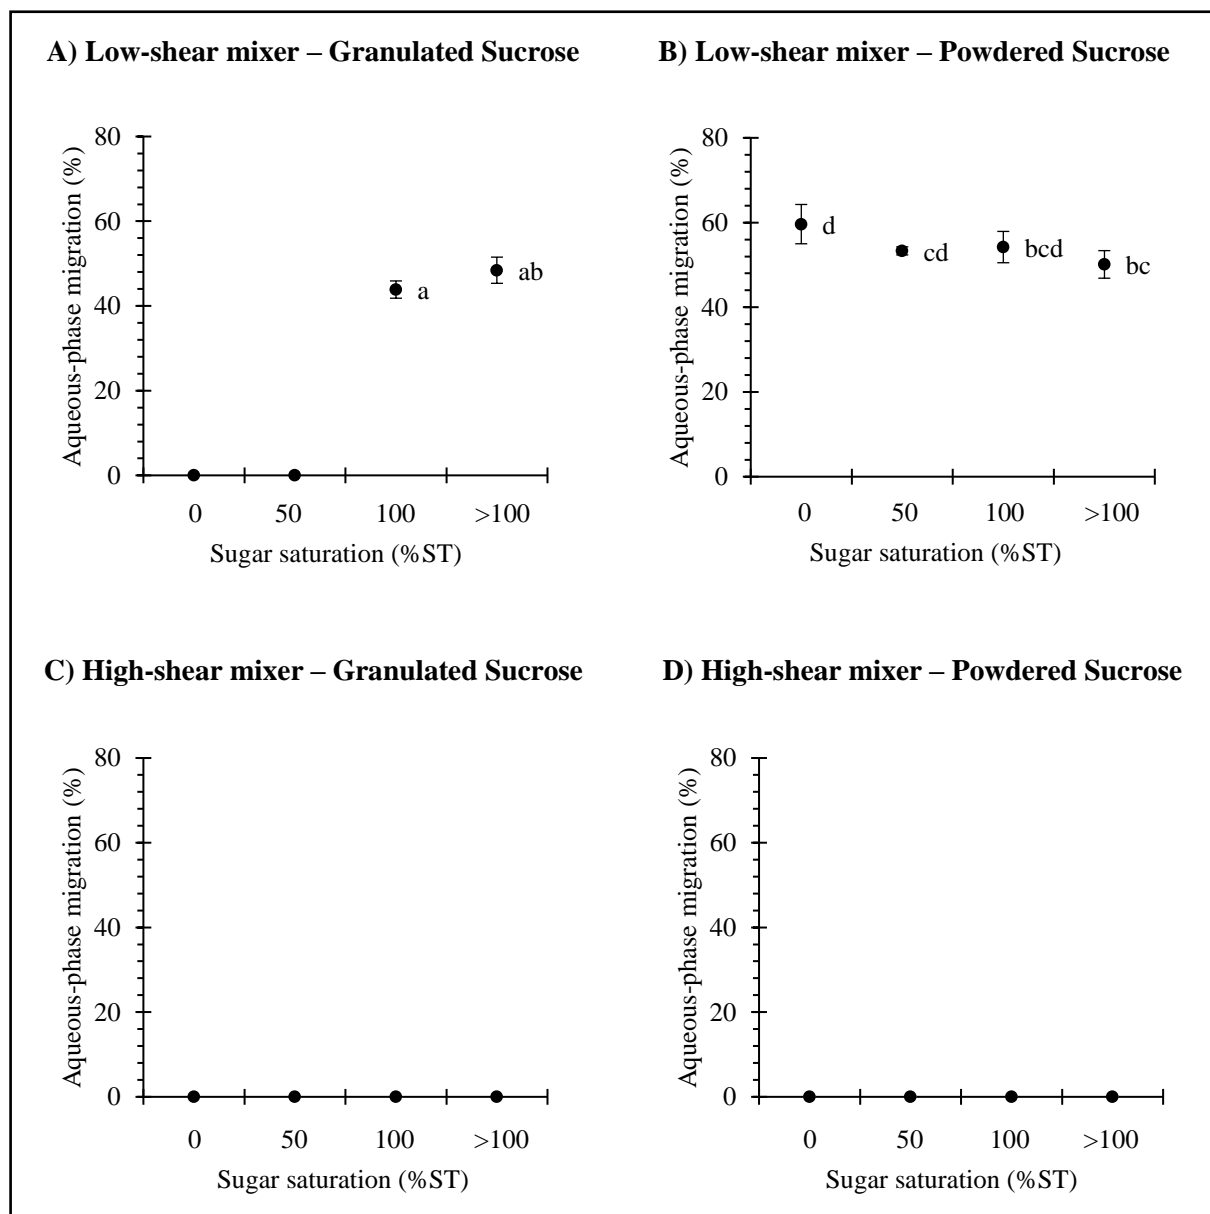 A) Low-shear mixer – Granulated Sucrose
Aqueous-phase migration (%)
80
60
40
20
0
a
ab
0 50 100 >100
Sugar saturation (%ST)
B) Low-shear mixer – Powdered Sucrose
Aqueous-phase migration (%)
80
60
40
20
0
d
cd
bcd
bc
0 50 100 >100
Sugar saturation (%ST)
C) High-shear mixer – Granulated Sucrose
Aqueous-phase migration (%)
80
60
40
20
0
0 50 100 >100
Sugar saturation (%ST)
D) High-shear mixer – Powdered Sucrose
Aqueous-phase migration (%)
80
60
40
20
0
0 50 100 >100
Sugar saturation (%ST)